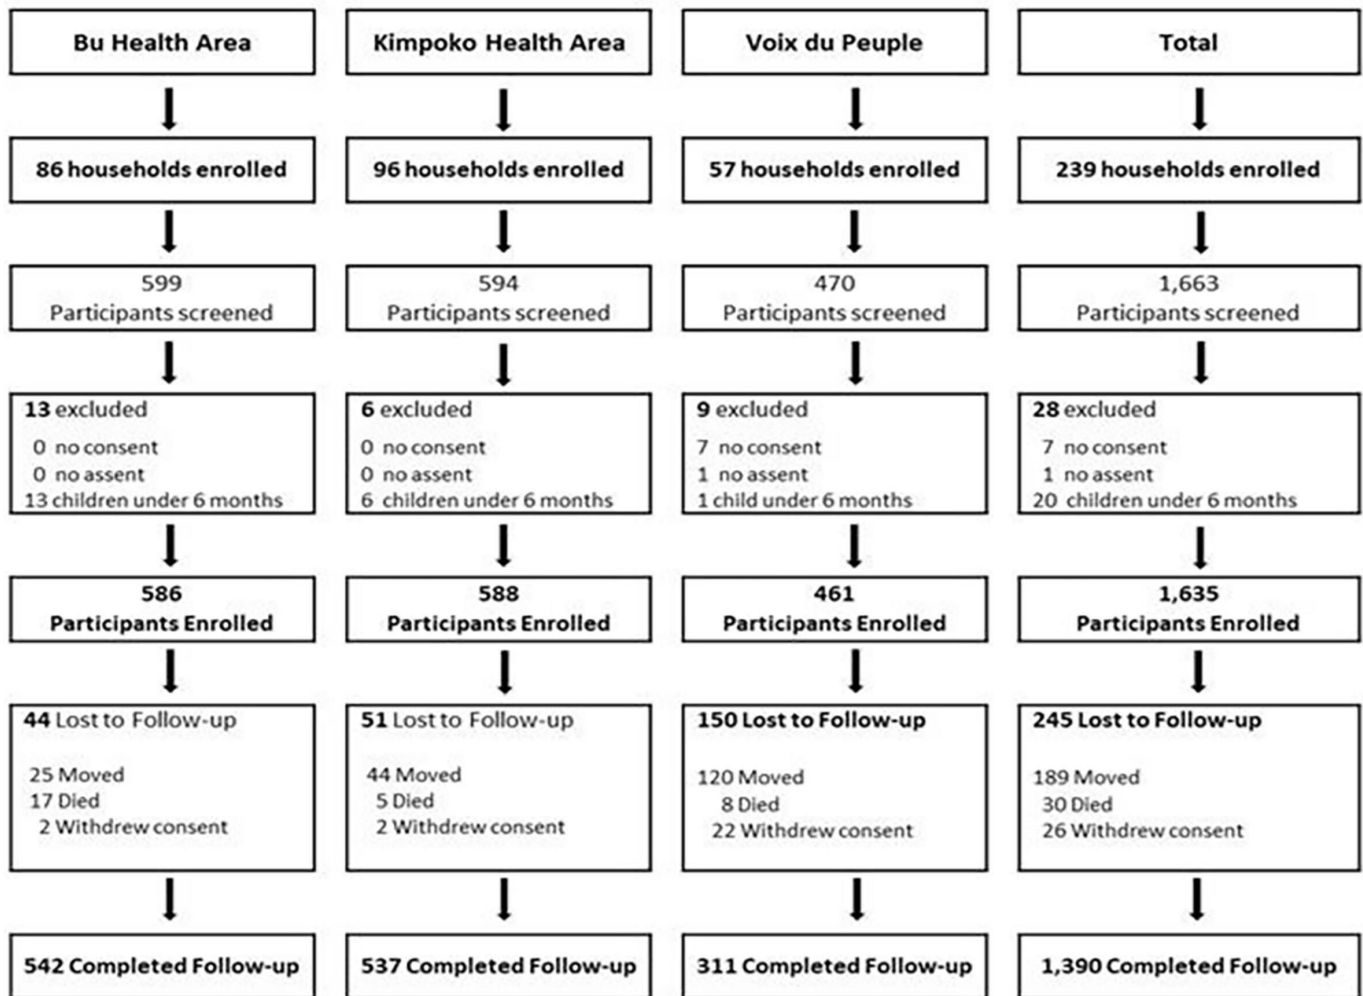 Bu Health Area
Kimpoko Health Area
Voix du Peuple
Total
86 households enrolled
96 households enrolled
57 households enrolled
239 households enrolled
599
Participants screened
594
Participants screened
470
Participants screened
1,663
Participants screened
13 excluded
0 no consent
0 no assent
13 children under 6 months
6 excluded
0 no consent
0 no assent
6 children under 6 months
9 excluded
7 no consent
1 no assent
1 child under 6 months
28 excluded
7 no consent
1 no assent
20 children under 6 months
586
Participants Enrolled
588
Participants Enrolled
461
Participants Enrolled
1,635
Participants Enrolled
44 Lost to Follow-up
25 Moved
17 Died
2 Withdrew consent
51 Lost to Follow-up
44 Moved
5 Died
2 Withdrew consent
150 Lost to Follow-up
120 Moved
8 Died
22 Withdrew consent
245 Lost to Follow-up
189 Moved
30 Died
26 Withdrew consent
542 Completed Follow-up
537 Completed Follow-up
311 Completed Follow-up
1,390 Completed Follow-up